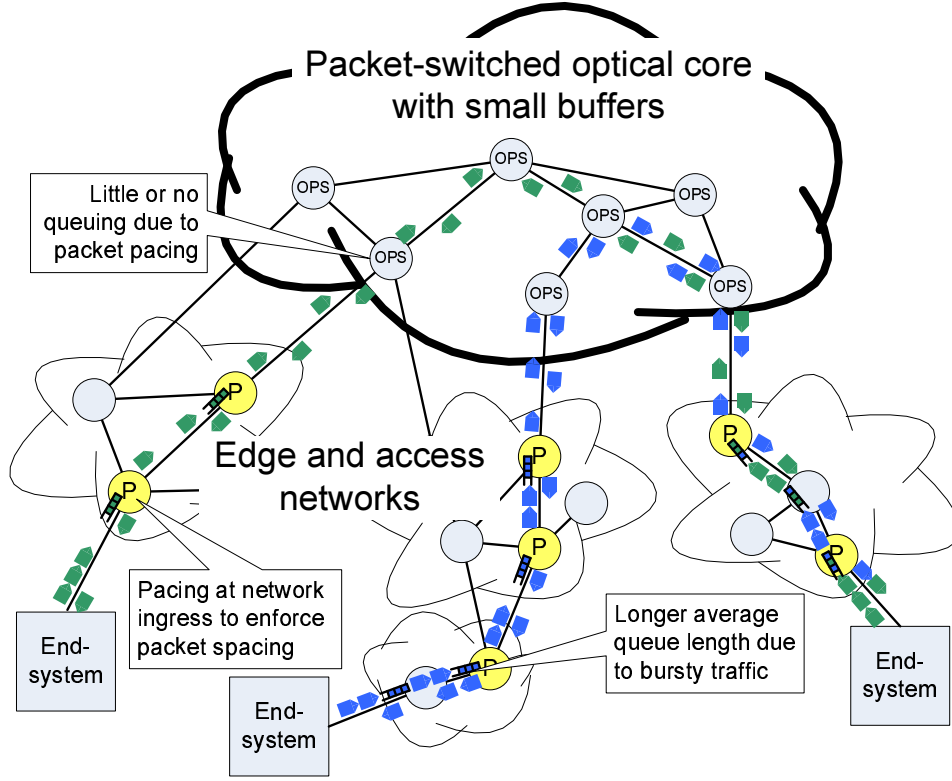 Packet-switched optical core
with small buffers
OPS
OPS
OPS
OPS
OPS
OPS
OPS
Little or no
queuing due to
packet pacing
P
P
Edge and access
networks
P
P
P
P
P
Pacing at network
ingress to enforce
packet spacing
Longer average
queue length due
to bursty traffic
End-
system
End-
system
End-
system